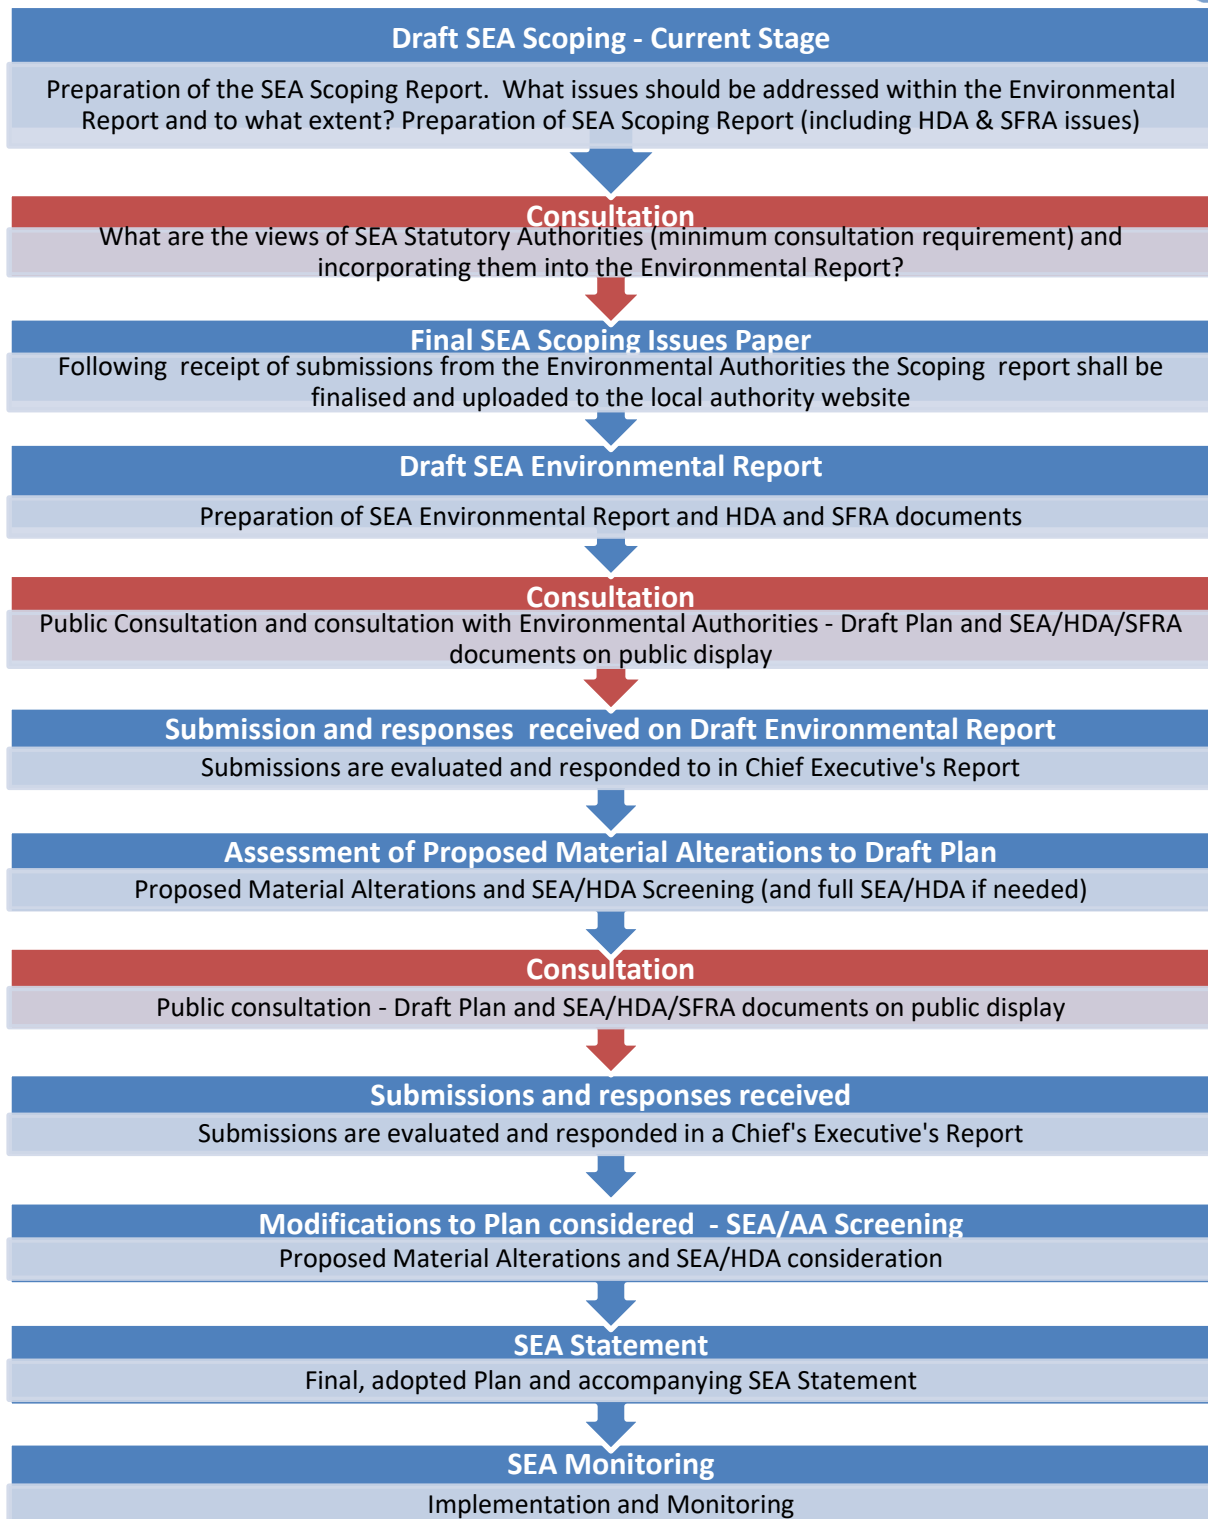 Draft SEA Scoping - Current Stage
Preparation of the SEA Scoping Report.  What issues should be addressed within the Environmental
Report and to what extent? Preparation of SEA Scoping Report (including HDA & SFRA issues)
Consultation
What are the views of SEA Statutory Authorities (minimum consultation requirement) and
incorporating them into the Environmental Report?
Final SEA Scoping Issues Paper
Following  receipt of submissions from the Environmental Authorities the Scoping  report shall be
finalised and uploaded to the local authority website
Draft SEA Environmental Report
Preparation of SEA Environmental Report and HDA and SFRA documents
Consultation
Public Consultation and consultation with Environmental Authorities - Draft Plan and SEA/HDA/SFRA
documents on public display
Submission and responses  received on Draft Environmental Report
Submissions are evaluated and responded to in Chief Executive's Report
Assessment of Proposed Material Alterations to Draft Plan
Proposed Material Alterations and SEA/HDA Screening (and full SEA/HDA if needed)
Consultation
Public consultation - Draft Plan and SEA/HDA/SFRA documents on public display
Submissions and responses received
Submissions are evaluated and responded in a Chief's Executive's Report
Modifications to Plan considered  - SEA/AA Screening
Proposed Material Alterations and SEA/HDA consideration
SEA Statement
Final, adopted Plan and accompanying SEA Statement
SEA Monitoring
Implementation and Monitoring